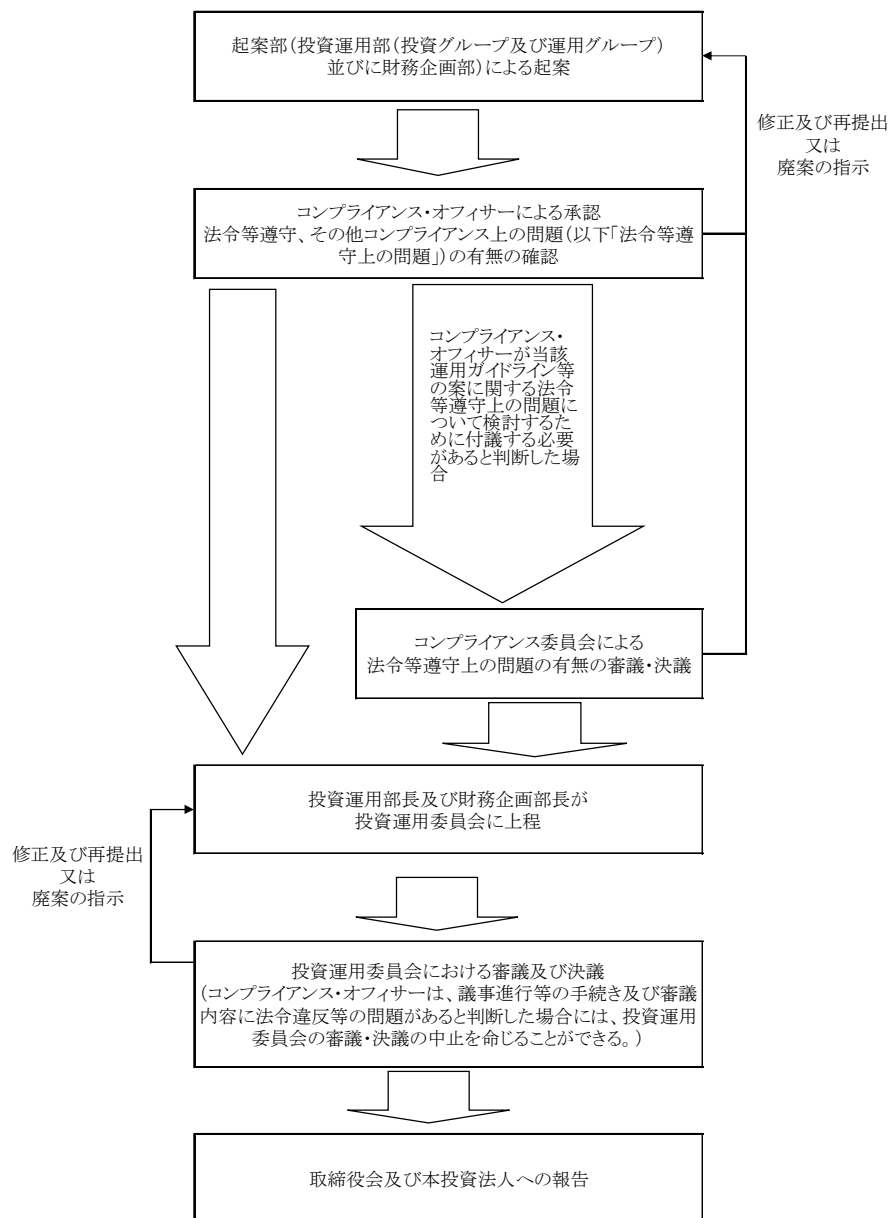 起案部(投資運用部(投資グループ及び運用グループ)
並びに財務企画部)による起案
修正及び再提出
又は
廃案の指示
コンプライアンス・オフィサーによる承認
法令等遵守、その他コンプライアンス上の問題(以下「法令等遵
守上の問題」)の有無の確認
コンプライアンス・
オフィサーが当該
運用ガイドライン等
の案に関する法令
等遵守上の問題に
ついて検討するた
めに付議する必要
があると判断した場
合
コンプライアンス委員会による
法令等遵守上の問題の有無の審議・決議
投資運用部長及び財務企画部長が
投資運用委員会に上程
修正及び再提出
又は
廃案の指示
投資運用委員会における審議及び決議
(コンプライアンス・オフィサーは、議事進行等の手続き及び審議
内容に法令違反等の問題があると判断した場合には、投資運用
委員会の審議・決議の中止を命じることができる。)
取締役会及び本投資法人への報告